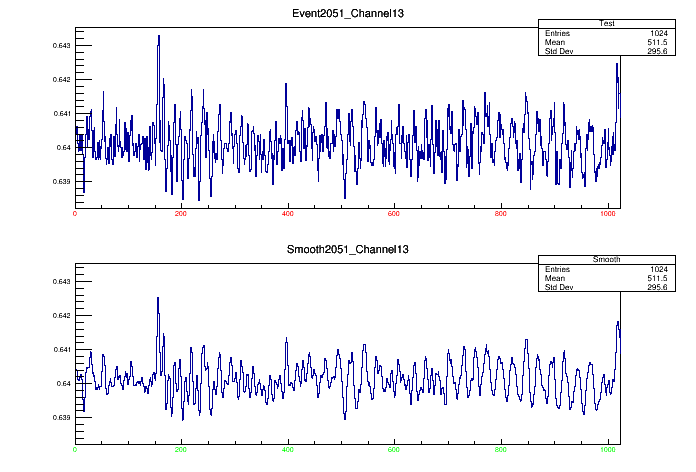 Event2051_Channel13
Test
Entries 1024
Mean 511.5
Std Dev 295.6
0.643
0.642
0.641
0.64
0.639
0 200 400 600 800 1000
Smooth2051_Channel13
Smooth
Entries 1024
Mean 511.5
Std Dev 295.6
0.643
0.642
0.641
0.64
0.639
0 200 400 600 800 1000